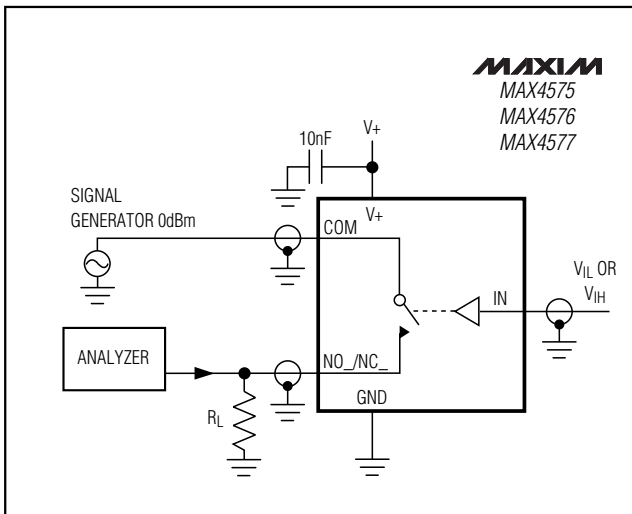 MAXIM
MAX4575
MAX4576
MAX4577
V+
10nF
SIGNAL
GENERATOR 0dBm
V+
COM
VIL OR
VIH
IN
ANALYZER
NO_/NC_
GND
RL